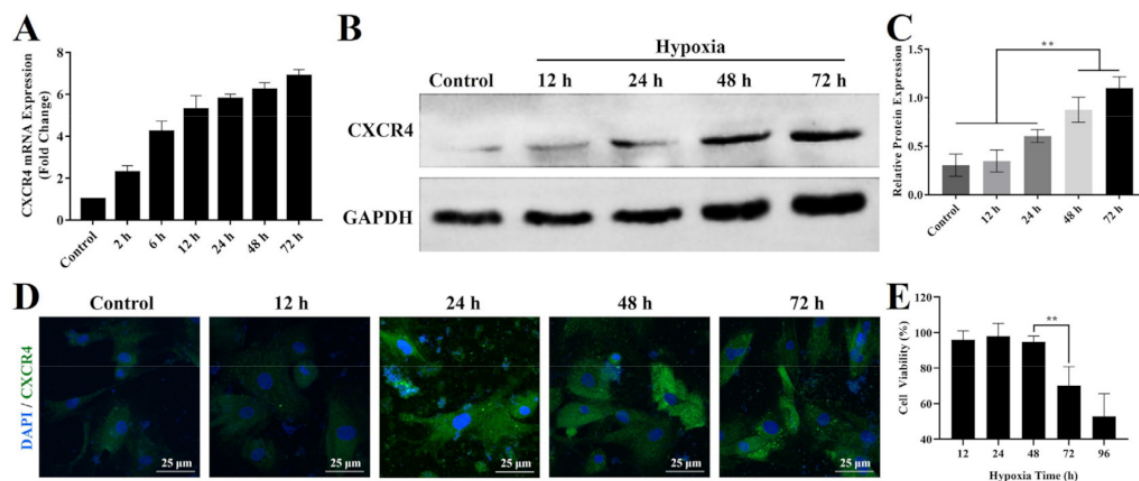 A
CXCR4 mRNA Expression
(Fold Change)
8
6
4
2
0
Control
2 h
6 h
12 h
24 h
48 h
72 h
B
Hypoxia
Control
12 h
24 h
48 h
72 h
CXCR4
GAPDH
C
Relative Protein Expression
1.5
1.0
0.5
0.0
**
Control
12 h
24 h
48 h
72 h
D
Control
12 h
24 h
48 h
72 h
DAPI / CXCR4
25 μm
25 μm
25 μm
25 μm
25 μm
E
Cell Viability (%)
120
100
80
60
40
**
12
24
48
72
96
Hypoxia Time (h)